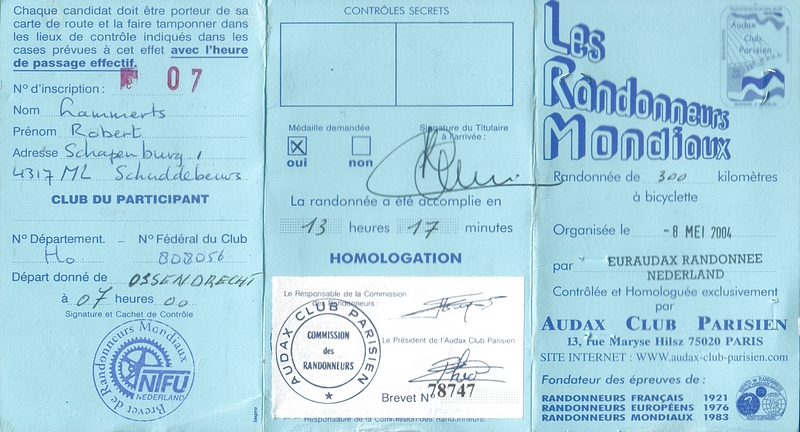 Chaque candidat doit être porteur de sa
carte de route et la faire tamponner dans
les lieux de contrôle indiqués dans les
cases prévues à cet effet avec l'heure
de passage effectif.
07
N° d'inscription :
Nom Lammerts
Prénom Robert
Adresse Schapenburg 1
4317 ML Schuddebeurs
CLUB DU PARTICIPANT
N° Département. – N° Fédéral du Club
Ho 808056
Départ donné de OSSENDRECHT
à 07 heures 00
Signature et Cachet de Contrôle
Brevet de Randonneurs Mondiaux
NTFU
NEDERLAND
CONTRÔLES SECRETS
Médaille demandée
oui non
Signature du Titulaire
à l'arrivée :
La randonnée a été accomplie en
13 heures 17 minutes
HOMOLOGATION
Le Responsable de la Commission
des Randonneurs
AUDAX CLUB PARISIEN
COMMISSION
des
RANDONNEURS
Le Président de l'Audax Club Parisien
Brevet N° 78747
Le Responsable de la Commission des Randonneurs.
impro
Audax
Club
Parisien
Les
Randonneurs
Mondiaux
Randonnée de 300 kilomètres
à bicyclette
Organisée le -8 MEI 2004
par EURAUDAX RANDONNEE
NEDERLAND
Contrôlée et Homologuée exclusivement
par
AUDAX CLUB PARISIEN
13, rue Maryse Hilsz 75020 PARIS
SITE INTERNET : WWW.audax-club-parisien.com
Fondateur des épreuves de :
RANDONNEURS FRANÇAIS 1921
RANDONNEURS EUROPÉENS 1976
RANDONNEURS MONDIAUX 1983